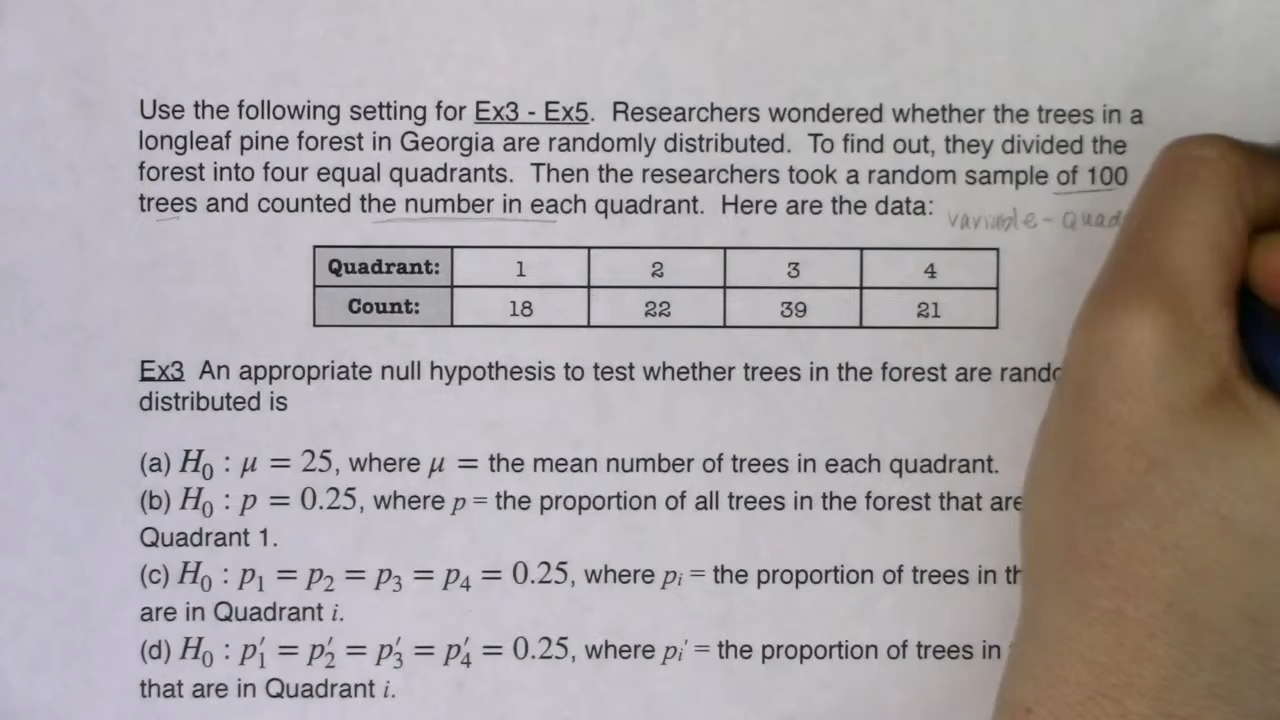 Use the following setting for Ex3 - Ex5. Researchers wondered whether the trees in a
longleaf pine forest in Georgia are randomly distributed. To find out, they divided the
forest into four equal quadrants. Then the researchers took a random sample of 100
trees and counted the number in each quadrant. Here are the data:
variable - quad
Quadrant: 1 2 3 4
Count: 18 22 39 21
Ex3 An appropriate null hypothesis to test whether trees in the forest are
distributed is
(a) H₀ : μ = 25, where μ = the mean number of trees in each quadrant.
(b) H₀ : p = 0.25, where p = the proportion of all trees in the forest that are
Quadrant 1.
(c) H₀ : p₁ = p₂ = p₃ = p₄ = 0.25, where pᵢ = the proportion of trees in
are in Quadrant i.
(d) H₀ : p₁′ = p₂′ = p₃′ = p₄′ = 0.25, where pᵢ′ = the proportion of trees in
that are in Quadrant i.